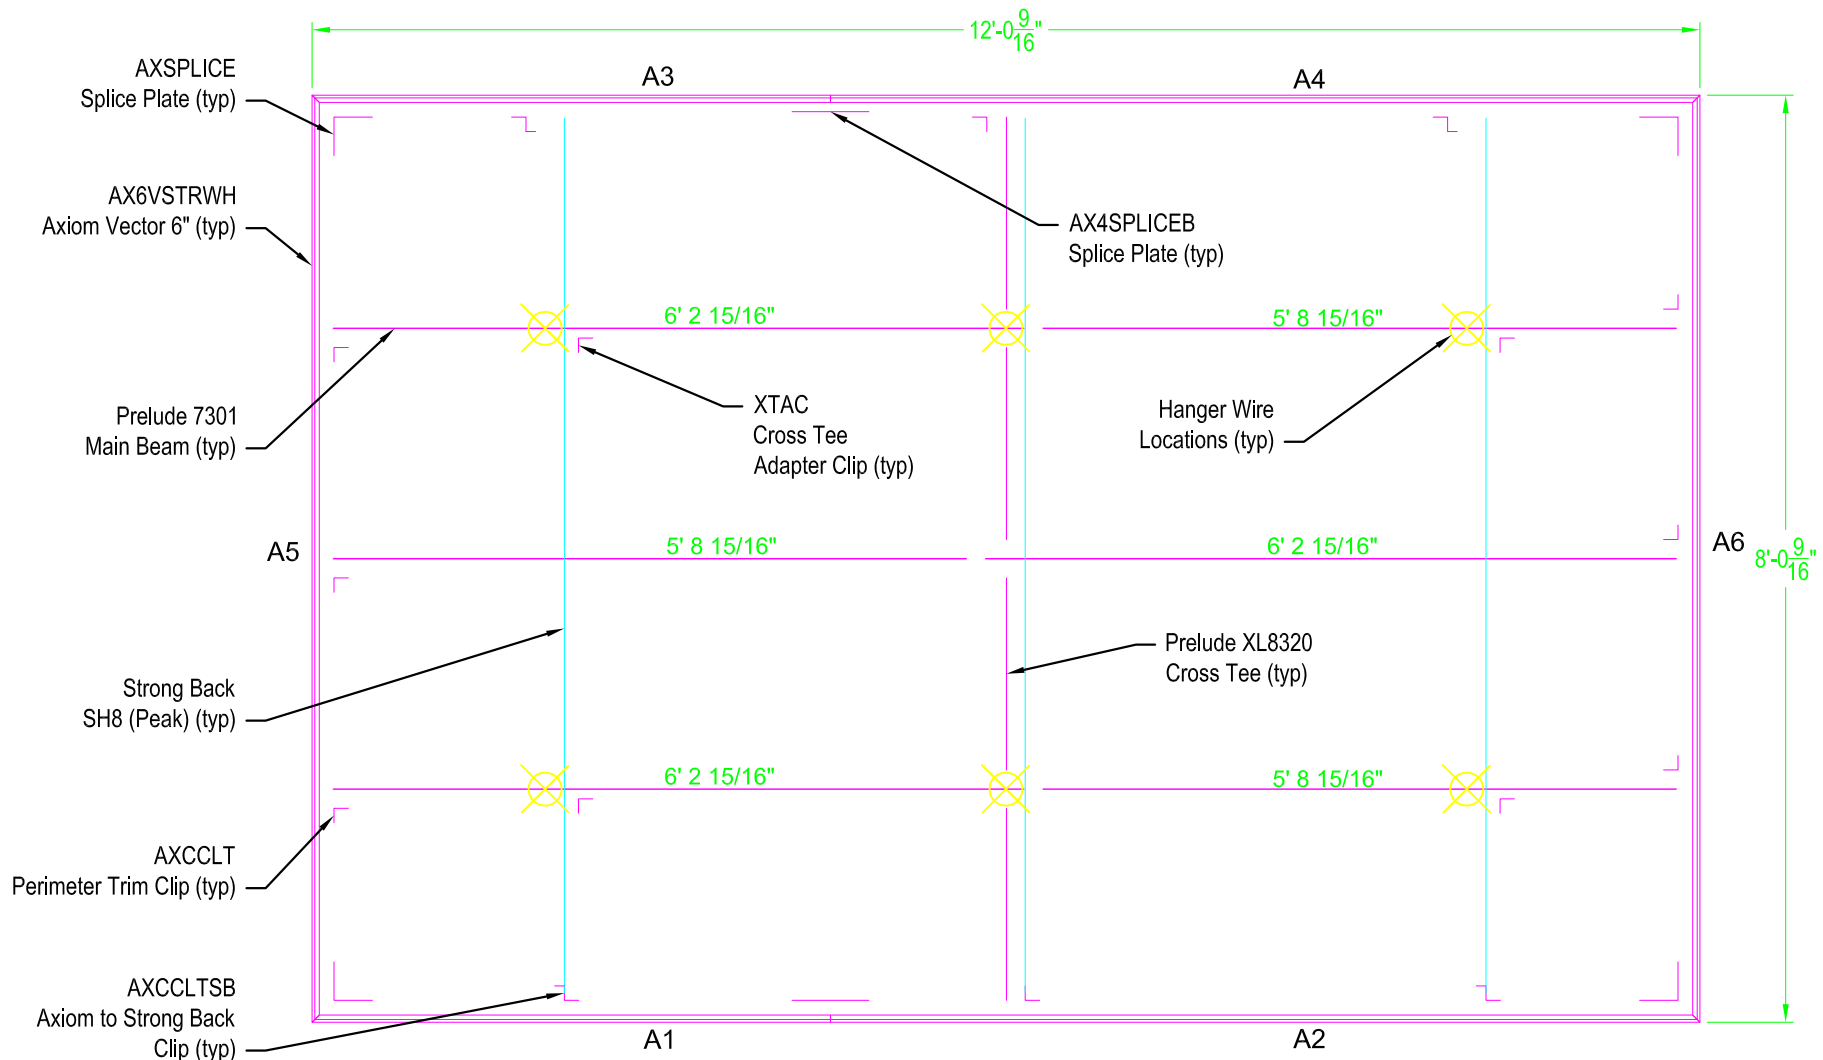 12'-0 9/16"
A3
A4
AXSPLICE
Splice Plate (typ)
AX6VSTRWH
Axiom Vector 6" (typ)
AX4SPLICEB
Splice Plate (typ)
6' 2 15/16"
5' 8 15/16"
Prelude 7301
Main Beam (typ)
XTAC
Cross Tee
Adapter Clip (typ)
Hanger Wire
Locations (typ)
A5
5' 8 15/16"
6' 2 15/16"
A6
8'-0 9/16"
Strong Back
SH8 (Peak) (typ)
Prelude XL8320
Cross Tee (typ)
6' 2 15/16"
5' 8 15/16"
AXCCLT
Perimeter Trim Clip (typ)
AXCCLTSB
Axiom to Strong Back
Clip (typ)
A1
A2